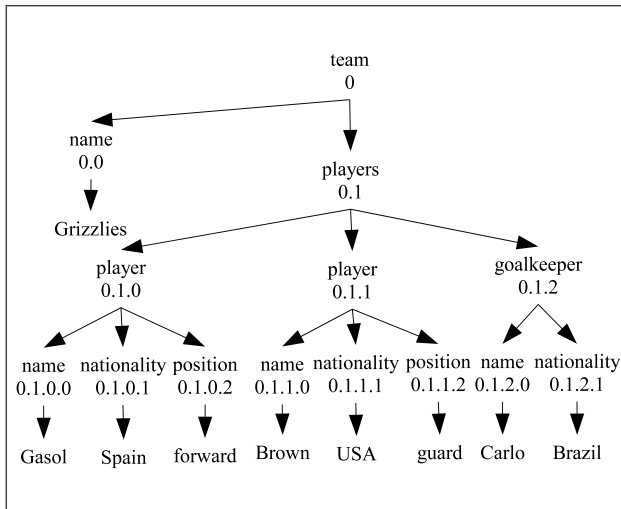 team
0
name
0.0
players
0.1
Grizzlies
player
0.1.0
player
0.1.1
goalkeeper
0.1.2
name nationality position name nationality position name nationality
0.1.0.0 0.1.0.1 0.1.0.2 0.1.1.0 0.1.1.1 0.1.1.2 0.1.2.0 0.1.2.1
Gasol Spain forward Brown USA guard Carlo Brazil